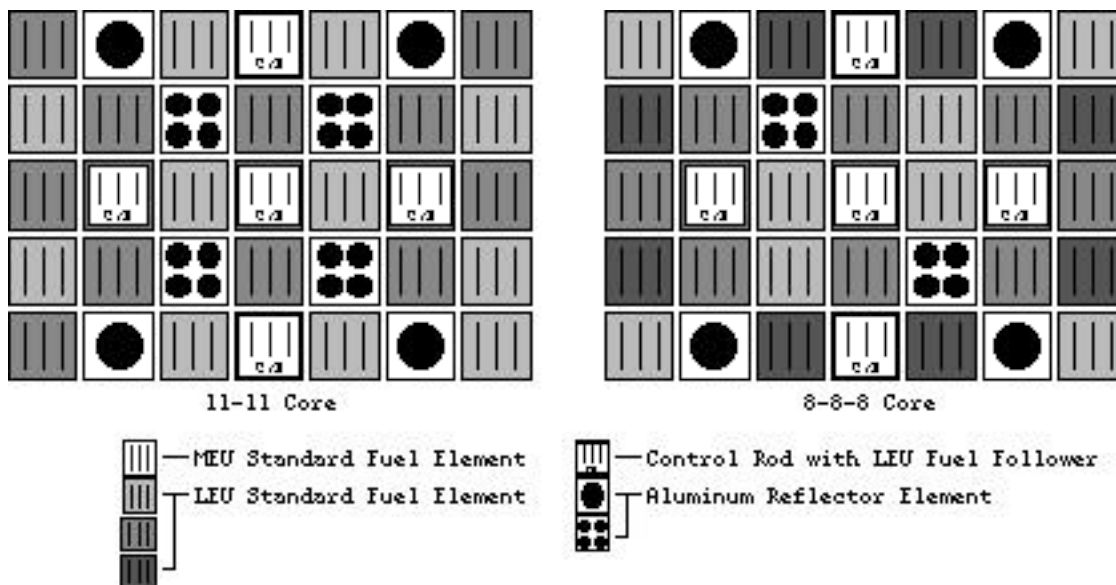 11-11 Core
8-8-8 Core
MEU Standard Fuel Element
LEU Standard Fuel Element
Control Rod with LEU Fuel Follower
Aluminum Reflector Element